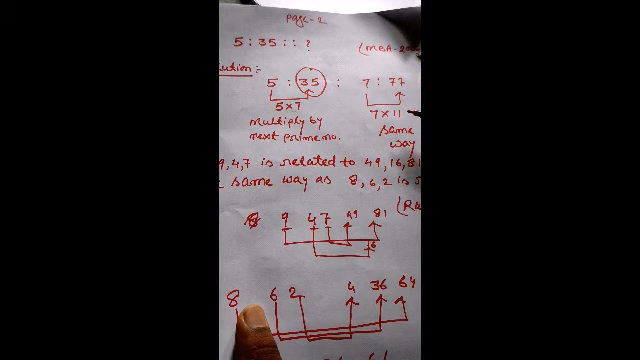 page-2
5 : 35 : : ?
(MBA-20
ution:-
5 : 35 : 7 : 77
5 x 7
7 x 11
multiply by
next prime no.
same
way
9,4,7 is related to 49, 16, 81
same way as 8, 6, 2 is
9 4 7 49 81
16
8 6 2 4 36 64